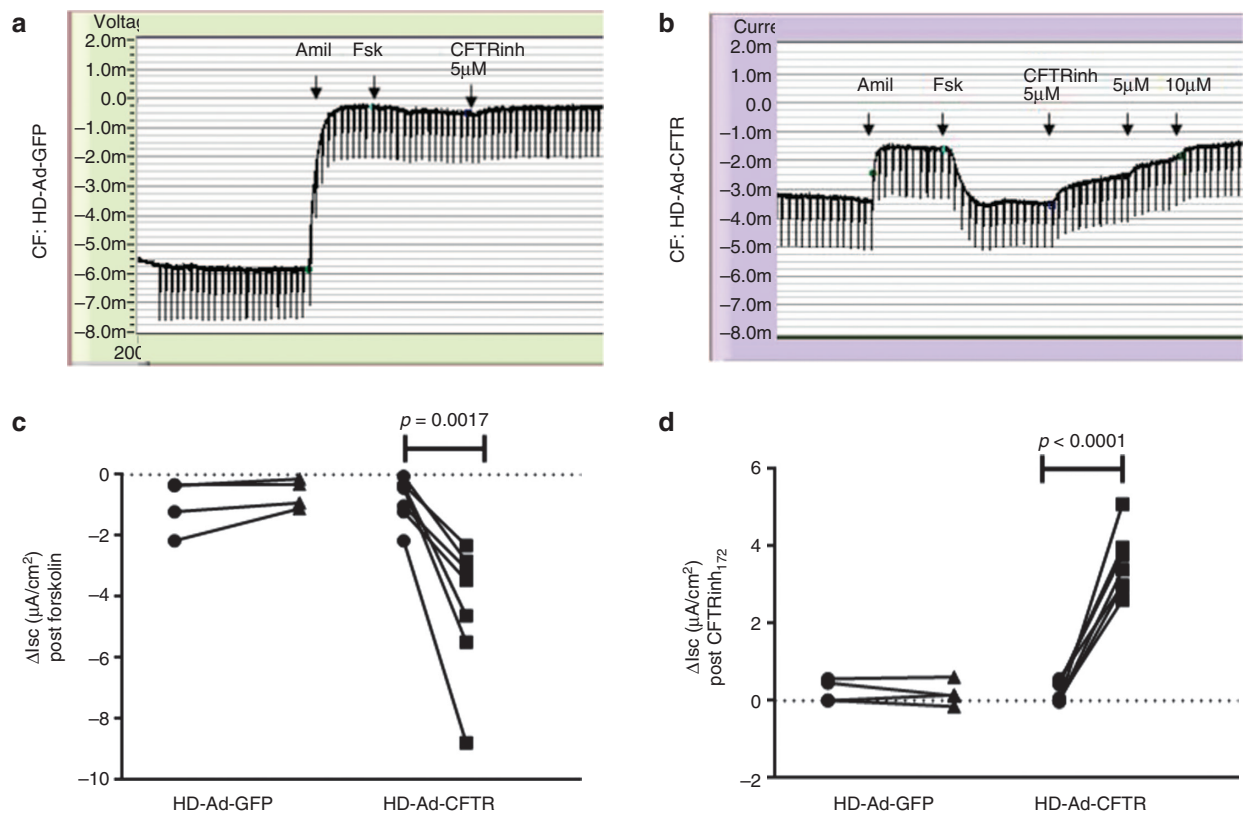 a
Voltag
2.0m
1.0m
0.0
–1.0m
–2.0m
–3.0m
–4.0m
–5.0m
–6.0m
–7.0m
–8.0m
200
CF: HD-Ad-GFP
Amil
Fsk
CFTRinh
5μM
b
Curre
2.0m
1.0m
0.0
–1.0m
–2.0m
–3.0m
–4.0m
–5.0m
–6.0m
–7.0m
–8.0m
CF: HD-Ad-CFTR
Amil
Fsk
CFTRinh
5μM
5μM
10μM
c
p = 0.0017
0
–2
–4
–6
–8
–10
ΔIsc (μA/cm²)
post forskolin
HD-Ad-GFP
HD-Ad-CFTR
d
p < 0.0001
6
4
2
0
–2
ΔIsc (μA/cm²)
post CFTRinh₁₇₂
HD-Ad-GFP
HD-Ad-CFTR